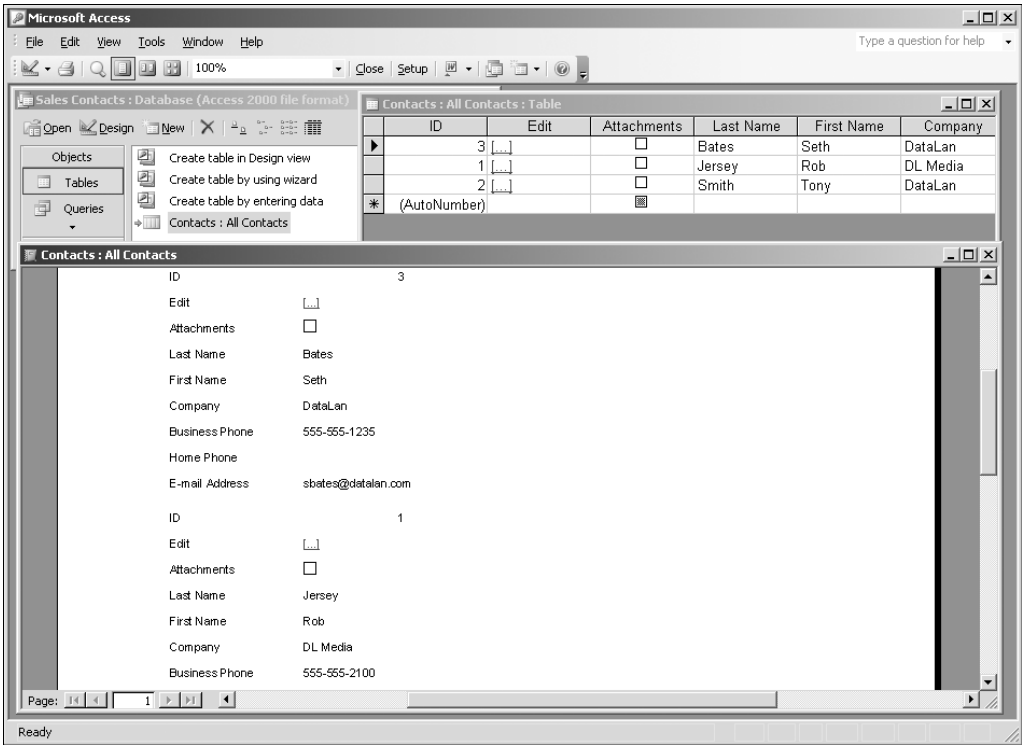 Microsoft Access
File Edit View Tools Window Help
Type a question for help
100%
Close Setup
Sales Contacts : Database (Access 2000 file format)
Open Design New
Objects
Tables
Queries
Create table in Design view
Create table by using wizard
Create table by entering data
Contacts : All Contacts
Contacts : All Contacts : Table
ID Edit Attachments Last Name First Name Company
3 [...] Bates Seth DataLan
1 [...] Jersey Rob DL Media
2 [...] Smith Tony DataLan
(AutoNumber)
Contacts : All Contacts
ID 3
Edit [...]
Attachments
Last Name Bates
First Name Seth
Company DataLan
Business Phone 555-555-1235
Home Phone
E-mail Address sbates@datalan.com
ID 1
Edit [...]
Attachments
Last Name Jersey
First Name Rob
Company DL Media
Business Phone 555-555-2100
Page: 1
Ready